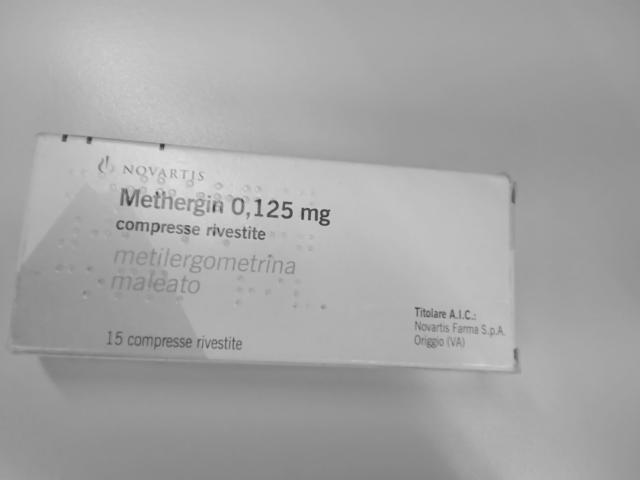 NOVARTIS
Methergin 0,125 mg
compresse rivestite
metilergometrina
maleato
15 compresse rivestite
Titolare A.I.C.:
Novartis Farma S.p.A.
Origgio (VA)